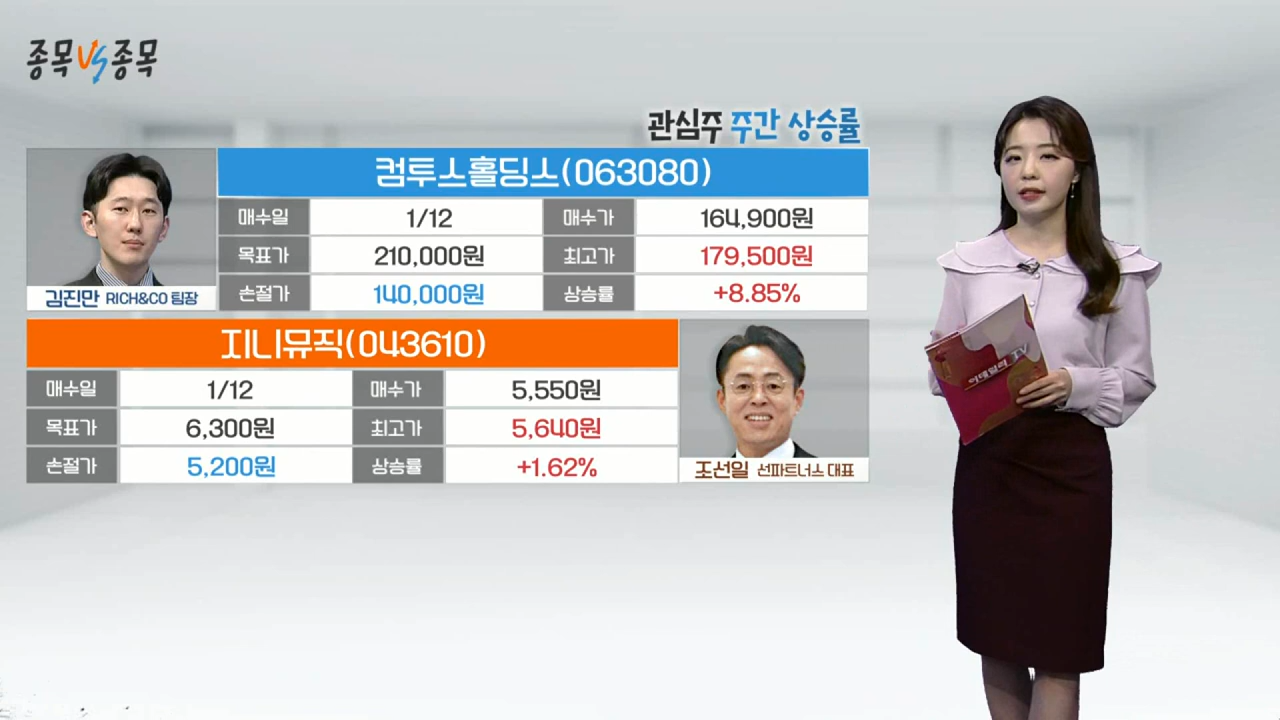 종목 VS 종목
관심주 주간 상승률
컴투스홀딩스(063080)
매수일 1/12 매수가 164,900원
목표가 210,000원 최고가 179,500원
손절가 140,000원 상승률 +8.85%
김진만 RICH&CO 팀장
지니뮤직(043610)
매수일 1/12 매수가 5,550원
목표가 6,300원 최고가 5,640원
손절가 5,200원 상승률 +1.62%
조선일 선파트너스 대표
이데일리 TV